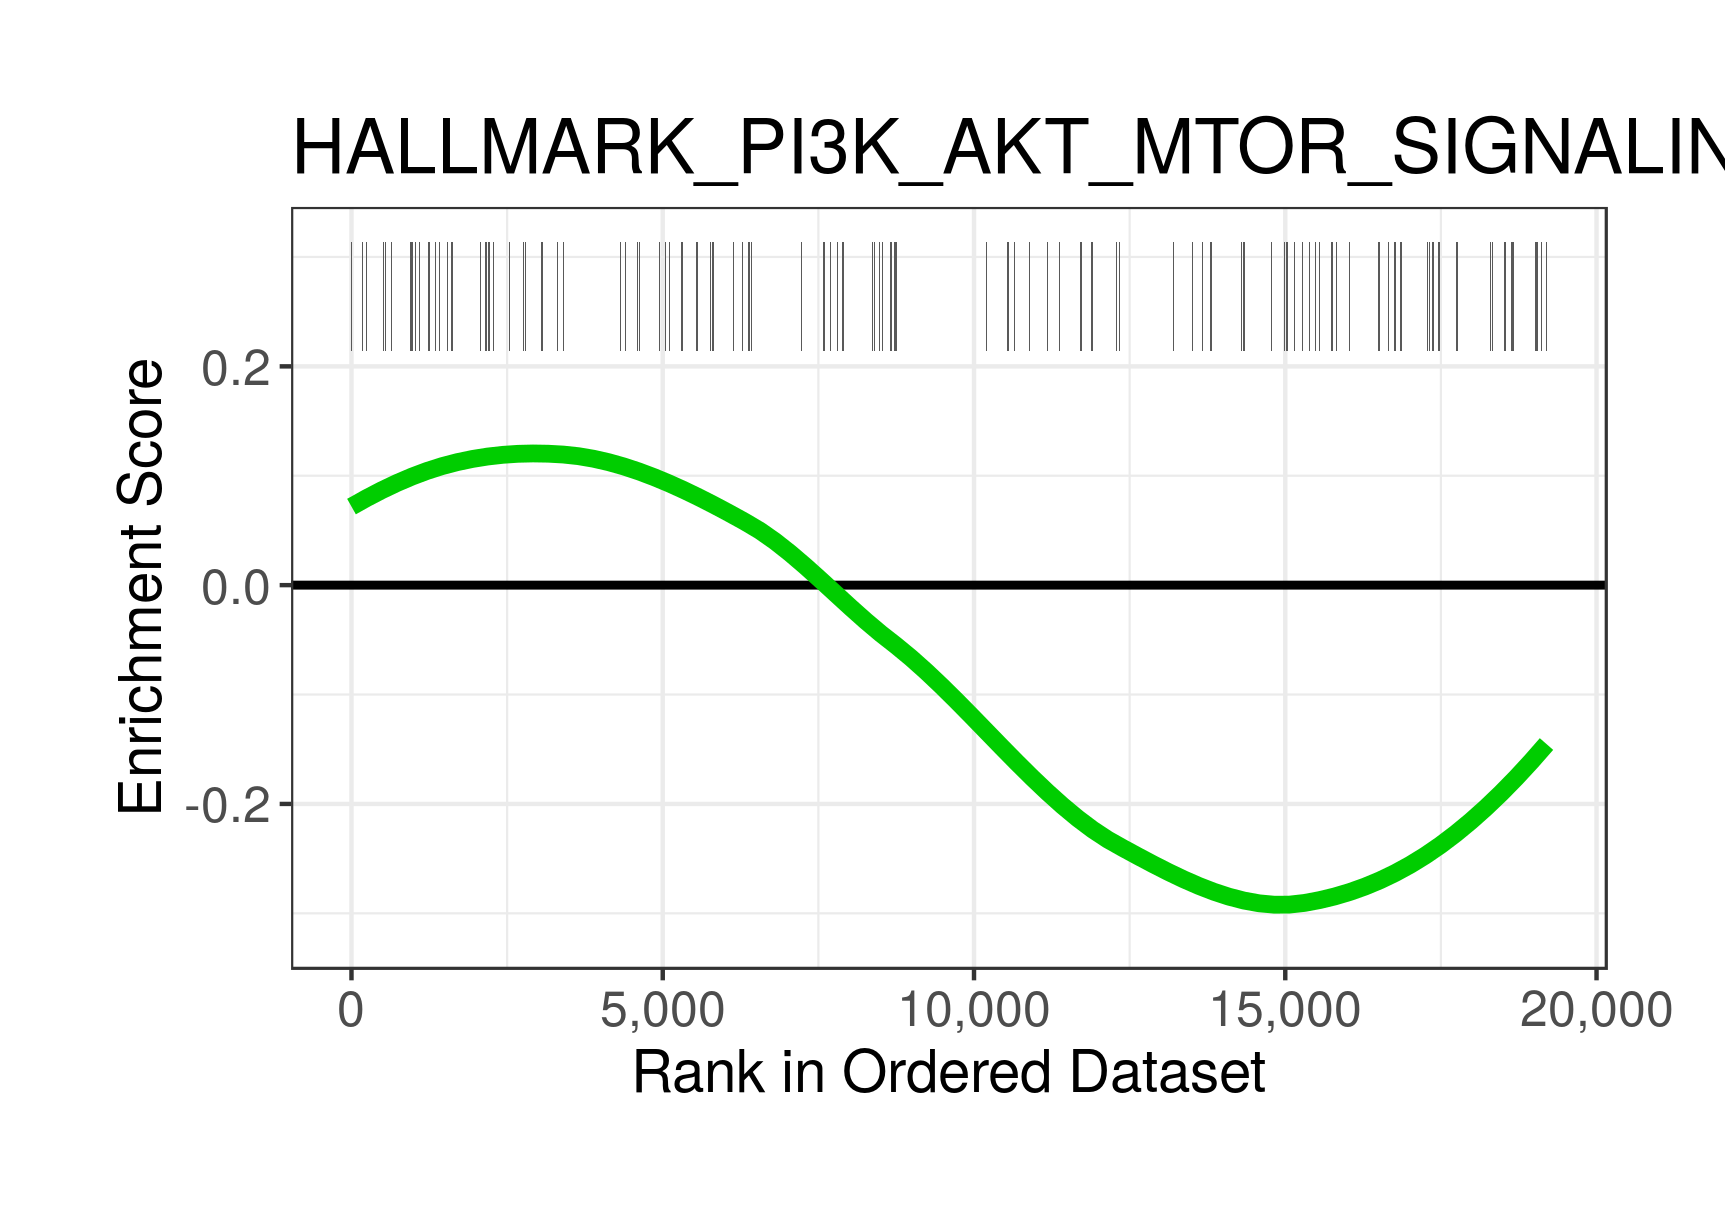 HALLMARK_PI3K_AKT_MTOR_SIGNALIN
Enrichment Score
0.2
0.0
-0.2
0 5,000 10,000 15,000 20,000
Rank in Ordered Dataset